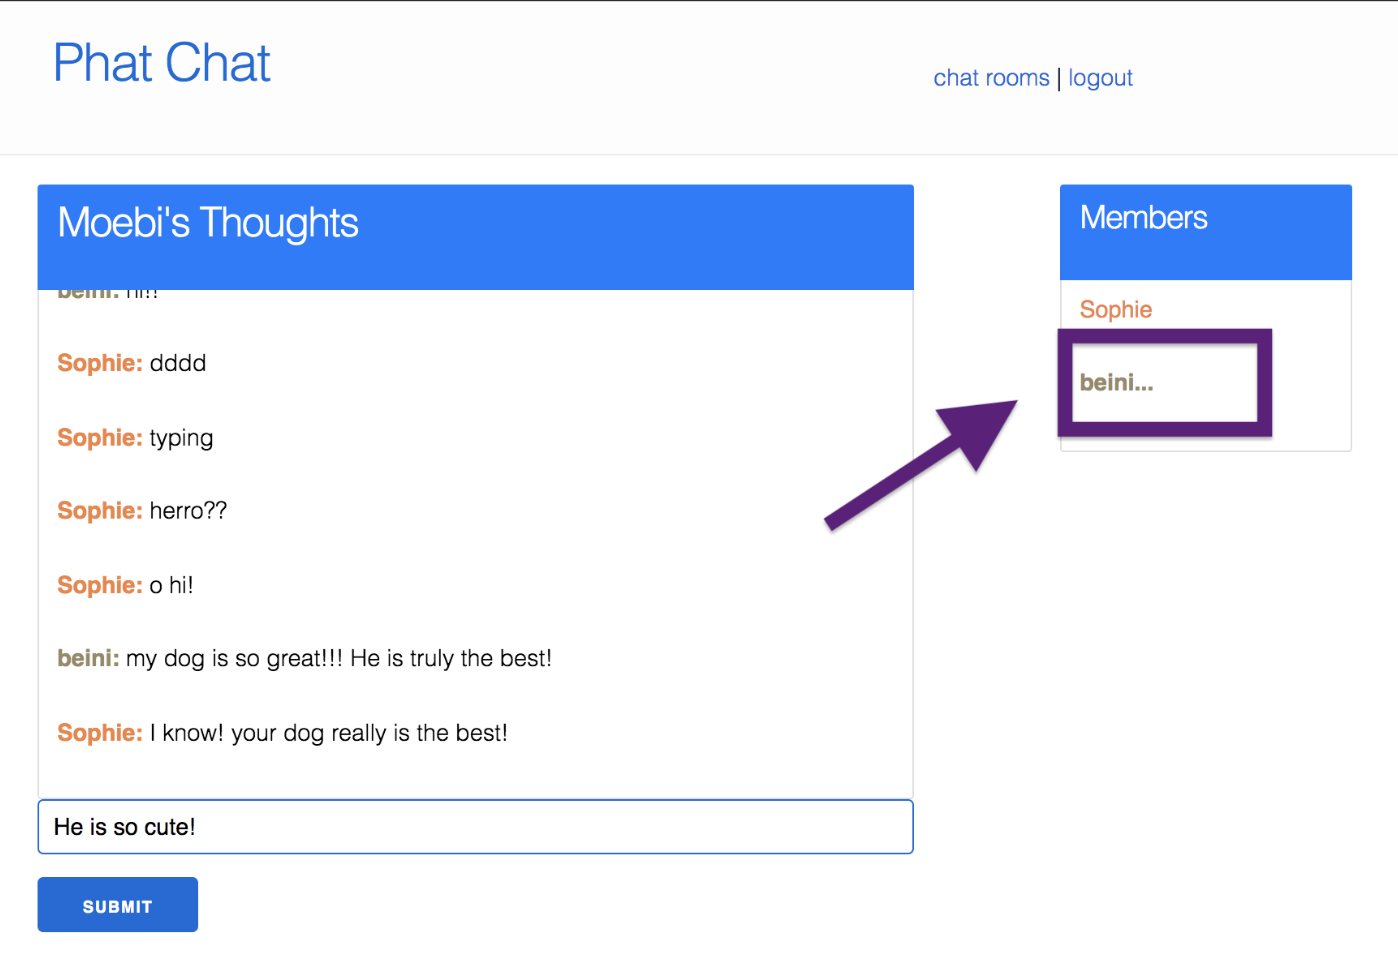 Phat Chat
chat rooms | logout
Moebi's Thoughts
beini: hi!!
Sophie: dddd
Sophie: typing
Sophie: herro??
Sophie: o hi!
beini: my dog is so great!!! He is truly the best!
Sophie: I know! your dog really is the best!
He is so cute!
SUBMIT
Members
Sophie
beini...